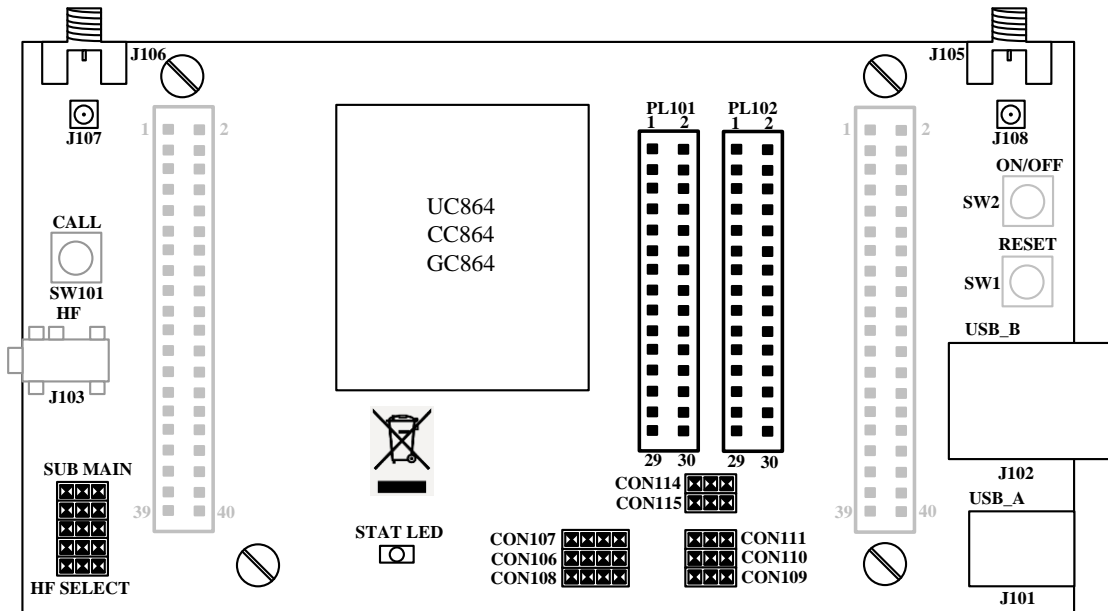 J106
J105
PL101
PL102
1 2
1 2
1 2
1 2
J107
J108
ON/OFF
SW2
CALL
UC864
CC864
GC864
SW101
RESET
SW1
HF
USB_B
J103
29 30
29 30
J102
SUB MAIN
CON114
CON115
USB_A
39 40
39 40
STAT LED
CON107
CON106
CON108
CON111
CON110
CON109
HF SELECT
J101